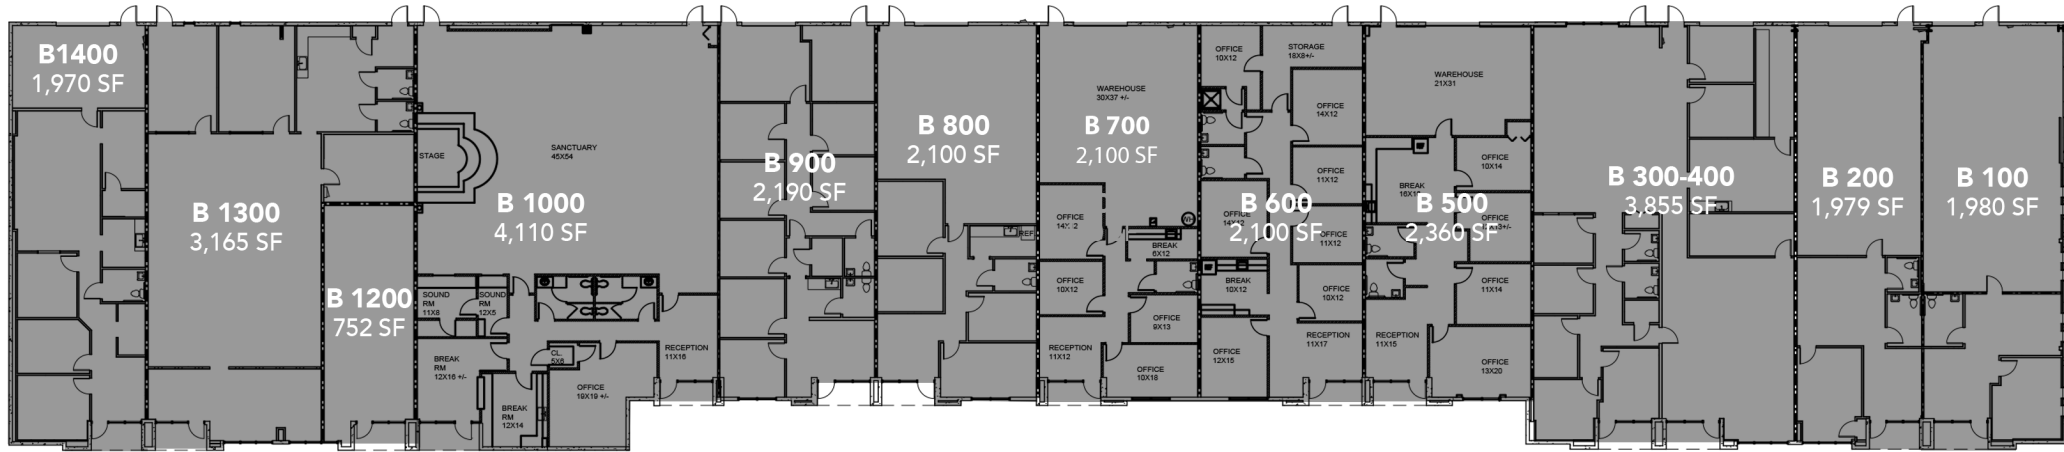 B1400
1,970 SF
B 1300
3,165 SF
B 1200
752 SF
STAGE
SANCTUARY
45X54
B 1000
4,110 SF
SOUND
RM
11X8
SOUND
RM
12X5
BREAK
RM
12X16 +/-
BREAK
RM
12X14
CL.
5X6
OFFICE
19X19 +/-
RECEPTION
11X16
B 900
2,190 SF
B 800
2,100 SF
REF
WAREHOUSE
30X37 +/-
B 700
2,100 SF
OFFICE
BREAK
6X12
WH
OFFICE
10X12
OFFICE
9X13
RECEPTION
11X12
OFFICE
10X18
OFFICE
10X12
STORAGE
18X8+/-
OFFICE
14X12
OFFICE
11X12
B 600
2,100 SF
OFFICE
14X12
OFFICE
11X12
BREAK
10X12
OFFICE
10X12
OFFICE
12X15
RECEPTION
11X17
WAREHOUSE
21X31
OFFICE
10X14
BREAK
B 500
2,360 SF
OFFICE
OFFICE
11X14
RECEPTION
11X15
OFFICE
13X20
B 300-400
3,855 SF
B 200
1,979 SF
B 100
1,980 SF